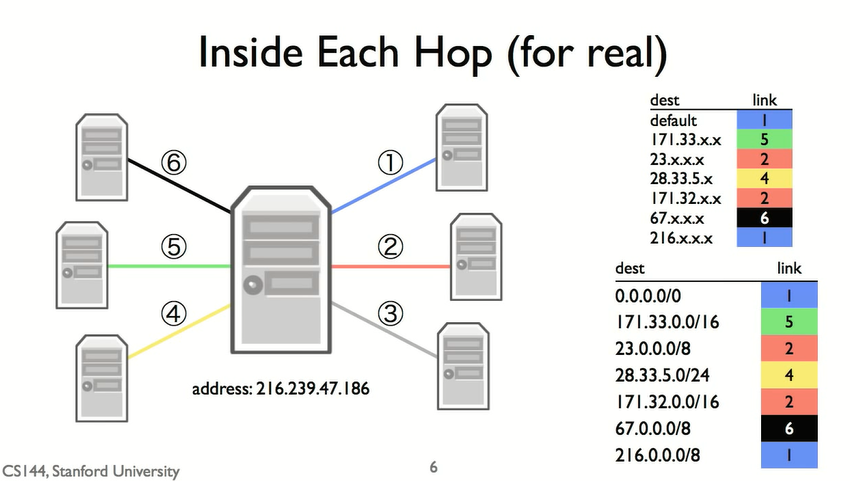 Inside Each Hop (for real)
⑥
①
⑤
②
④
③
address: 216.239.47.186
dest link
default 1
171.33.x.x 5
23.x.x.x 2
28.33.5.x 4
171.32.x.x 2
67.x.x.x 6
216.x.x.x 1
dest link
0.0.0.0/0 1
171.33.0.0/16 5
23.0.0.0/8 2
28.33.5.0/24 4
171.32.0.0/16 2
67.0.0.0/8 6
216.0.0.0/8 1
CS144, Stanford University
6